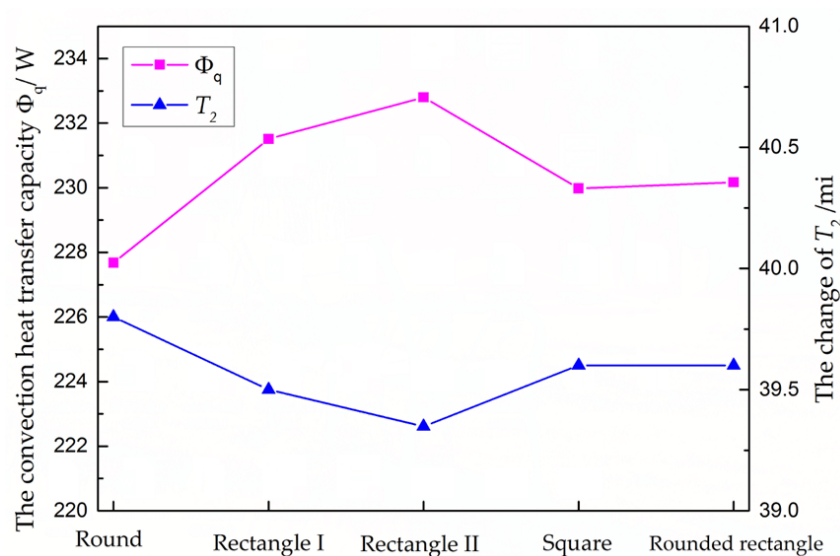 The convection heat transfer capacity Φq/ W
234
232
230
228
226
224
222
220
Φq
T2
41.0
40.5
40.0
39.5
39.0
The change of T2 /mi
Round
Rectangle I
Rectangle II
Square
Rounded rectangle